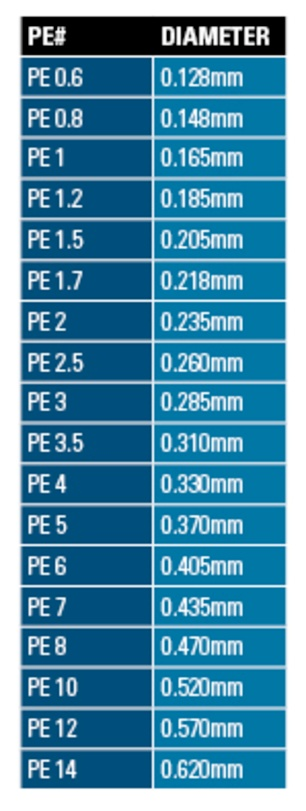 PE# DIAMETER
PE 0.6 0.128mm
PE 0.8 0.148mm
PE 1 0.165mm
PE 1.2 0.185mm
PE 1.5 0.205mm
PE 1.7 0.218mm
PE 2 0.235mm
PE 2.5 0.260mm
PE 3 0.285mm
PE 3.5 0.310mm
PE 4 0.330mm
PE 5 0.370mm
PE 6 0.405mm
PE 7 0.435mm
PE 8 0.470mm
PE 10 0.520mm
PE 12 0.570mm
PE 14 0.620mm